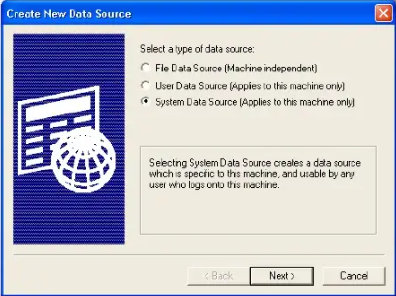 Create New Data Source
Select a type of data source:
File Data Source (Machine independent)
User Data Source (Applies to this machine only)
System Data Source (Applies to this machine only)
Selecting System Data Source creates a data source
which is specific to this machine, and usable by any
user who logs onto this machine.
< Back
Next >
Cancel